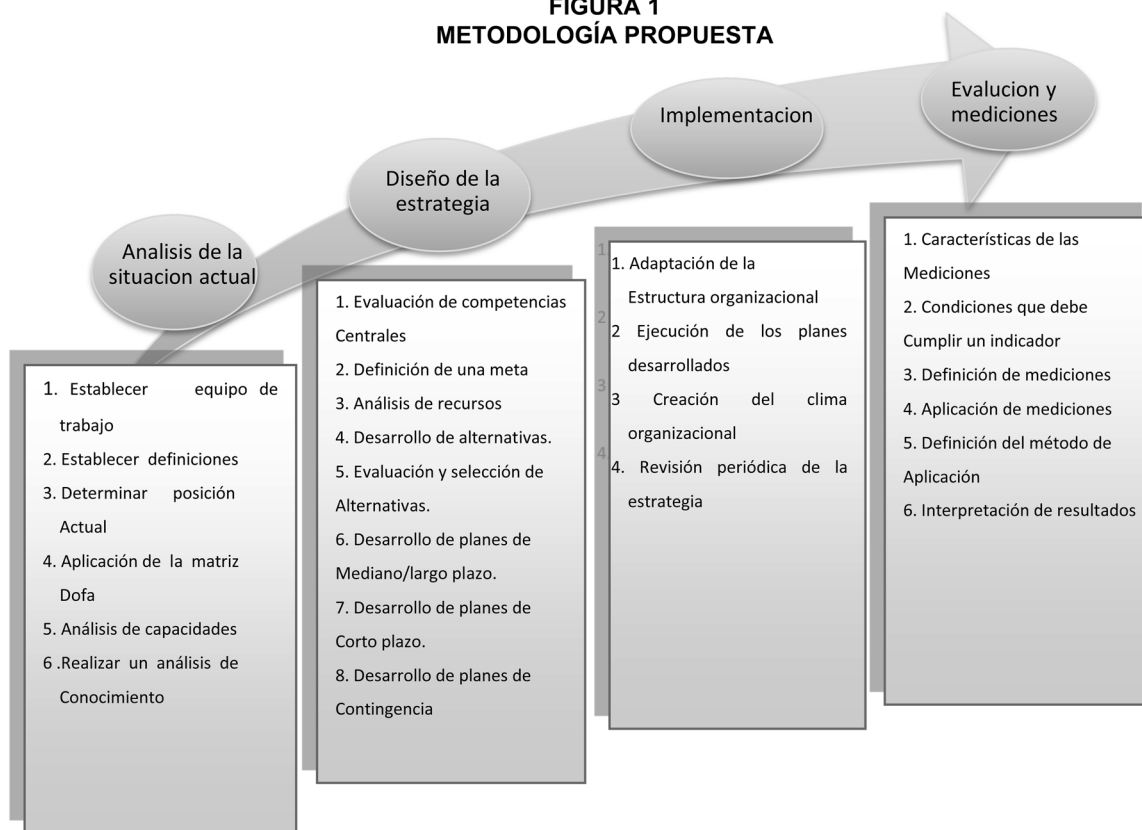 FIGURA 1
METODOLOGÍA PROPUESTA
Analisis de la
situacion actual
Diseño de la
estrategia
Implementacion
Evalucion y
mediciones
1. Establecer equipo de
trabajo
2. Establecer definiciones
3. Determinar posición
Actual
4. Aplicación de la matriz
Dofa
5. Análisis de capacidades
6 .Realizar un análisis de
Conocimiento
1. Evaluación de competencias
Centrales
2. Definición de una meta
3. Análisis de recursos
4. Desarrollo de alternativas.
5. Evaluación y selección de
Alternativas.
6. Desarrollo de planes de
Mediano/largo plazo.
7. Desarrollo de planes de
Corto plazo.
8. Desarrollo de planes de
Contingencia
1
2
3
4
1. Adaptación de la
Estructura organizacional
2 Ejecución de los planes
desarrollados
3 Creación del clima
organizacional
4. Revisión periódica de la
estrategia
1. Características de las
Mediciones
2. Condiciones que debe
Cumplir un indicador
3. Definición de mediciones
4. Aplicación de mediciones
5. Definición del método de
Aplicación
6. Interpretación de resultados